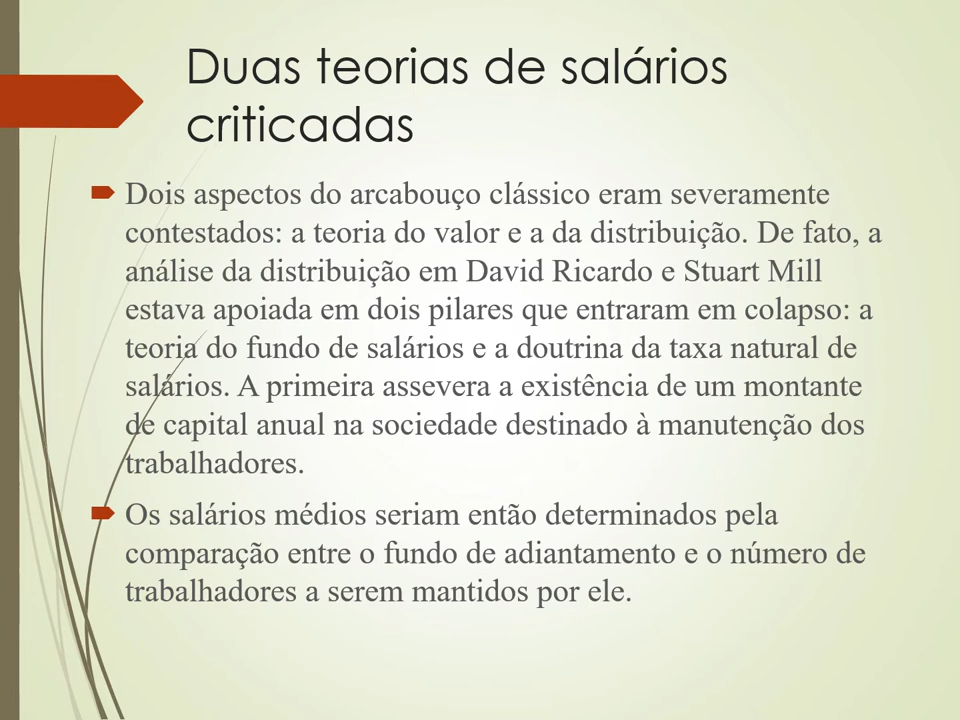 Duas teorias de salários
criticadas
Dois aspectos do arcabouço clássico eram severamente
contestados: a teoria do valor e a da distribuição. De fato, a
análise da distribuição em David Ricardo e Stuart Mill
estava apoiada em dois pilares que entraram em colapso: a
teoria do fundo de salários e a doutrina da taxa natural de
salários. A primeira assevera a existência de um montante
de capital anual na sociedade destinado à manutenção dos
trabalhadores.
Os salários médios seriam então determinados pela
comparação entre o fundo de adiantamento e o número de
trabalhadores a serem mantidos por ele.